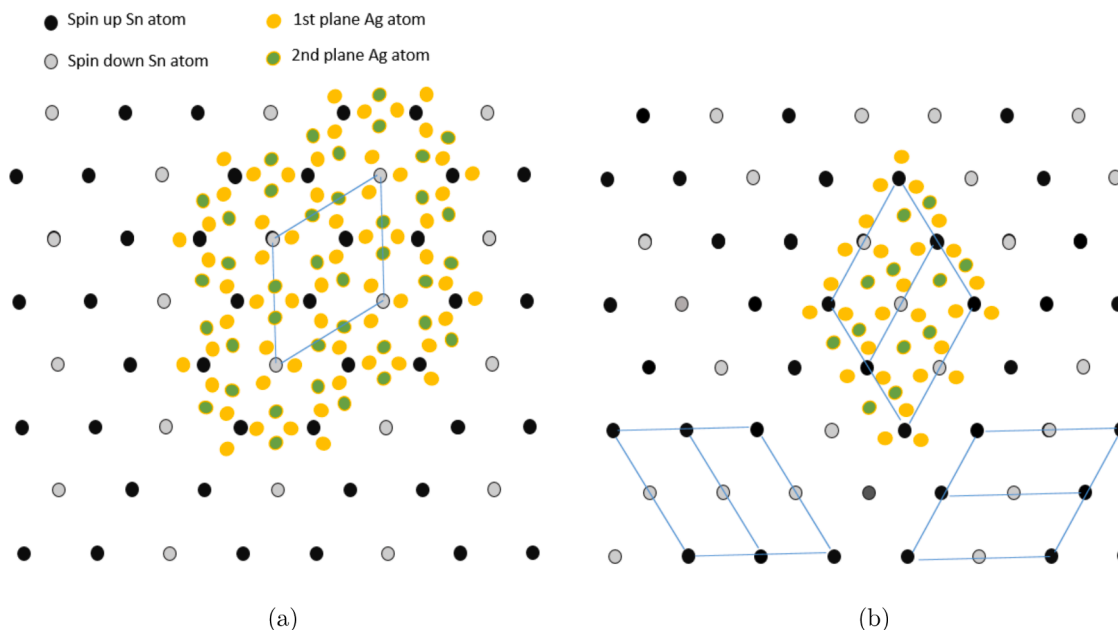 Spin up Sn atom
1st plane Ag atom
Spin down Sn atom
2nd plane Ag atom
(a)
(b)